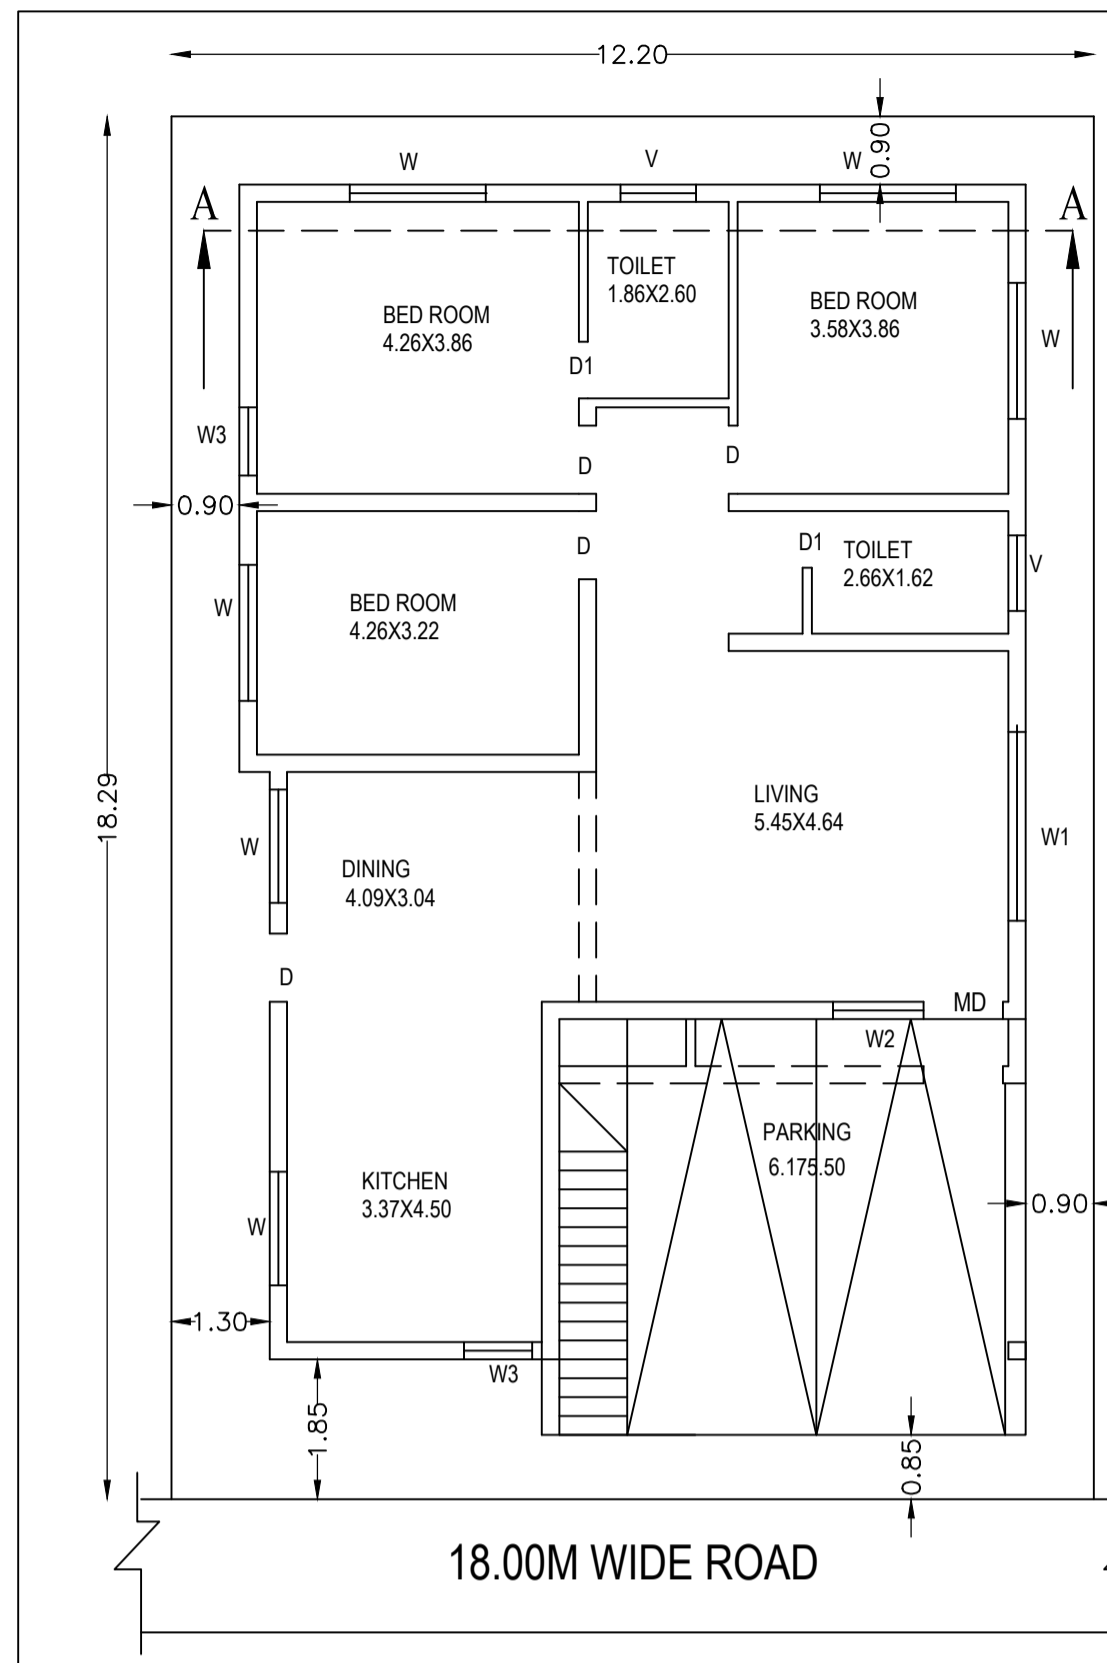 12.20
0.90
W
V
W
A
A
TOILET
1.86X2.60
BED ROOM
4.26X3.86
BED ROOM
3.58X3.86
W
D1
W3
D
D
0.90
D
D1
TOILET
2.66X1.62
V
W
BED ROOM
4.26X3.22
18.29
LIVING
5.45X4.64
W
W1
DINING
4.09X3.04
D
MD
W2
PARKING
6.175.50
KITCHEN
3.37X4.50
W
0.90
1.30
W3
1.85
0.85
18.00M WIDE ROAD